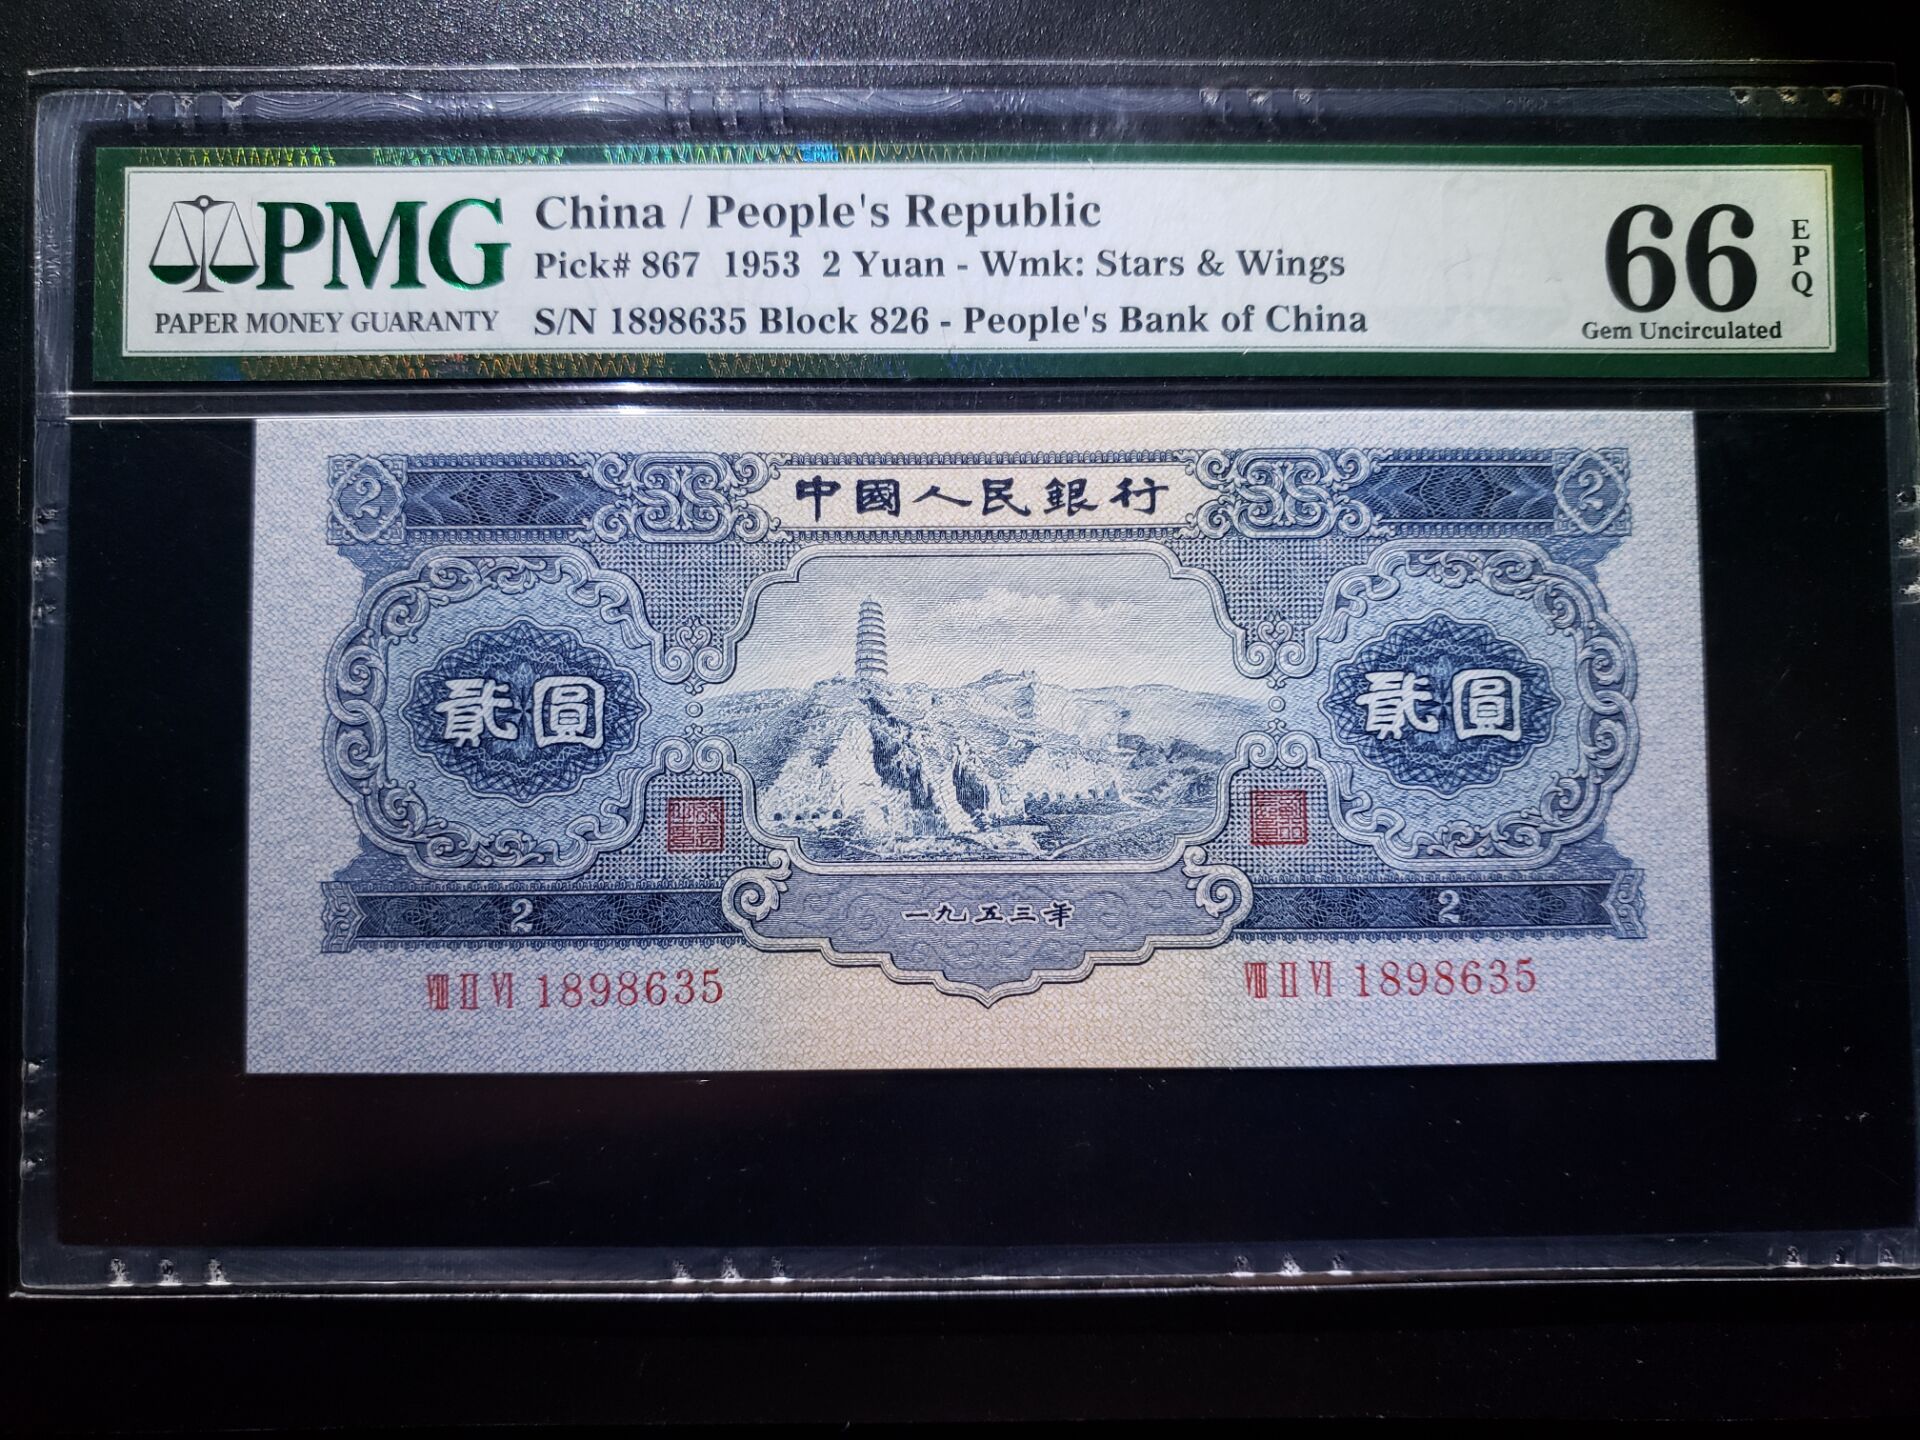 PMG
PAPER MONEY GUARANTY
China / People's Republic
Pick# 867 1953 2 Yuan - Wmk: Stars & Wings
S/N 1898635 Block 826 - People's Bank of China
66
EPQ
Gem Uncirculated
2 中國人民銀行 2
貳圓 貳圓
2 一九五三年 2
VIII II VI 1898635 VIII II VI 1898635